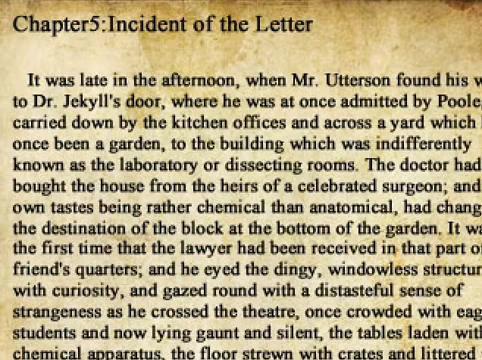 Chapter5:Incident of the Letter
It was late in the afternoon, when Mr. Utterson found his
to Dr. Jekyll's door, where he was at once admitted by Poole,
carried down by the kitchen offices and across a yard which
once been a garden, to the building which was indifferently
known as the laboratory or dissecting rooms. The doctor had
bought the house from the heirs of a celebrated surgeon; and
own tastes being rather chemical than anatomical, had
the destination of the block at the bottom of the garden. It
the first time that the lawyer had been received in that part
friend's quarters; and he eyed the dingy, windowless
with curiosity, and gazed round with a distasteful sense of
strangeness as he crossed the theatre, once crowded with
students and now lying gaunt and silent, the tables laden
chemical apparatus, the floor strewn with crates and littered